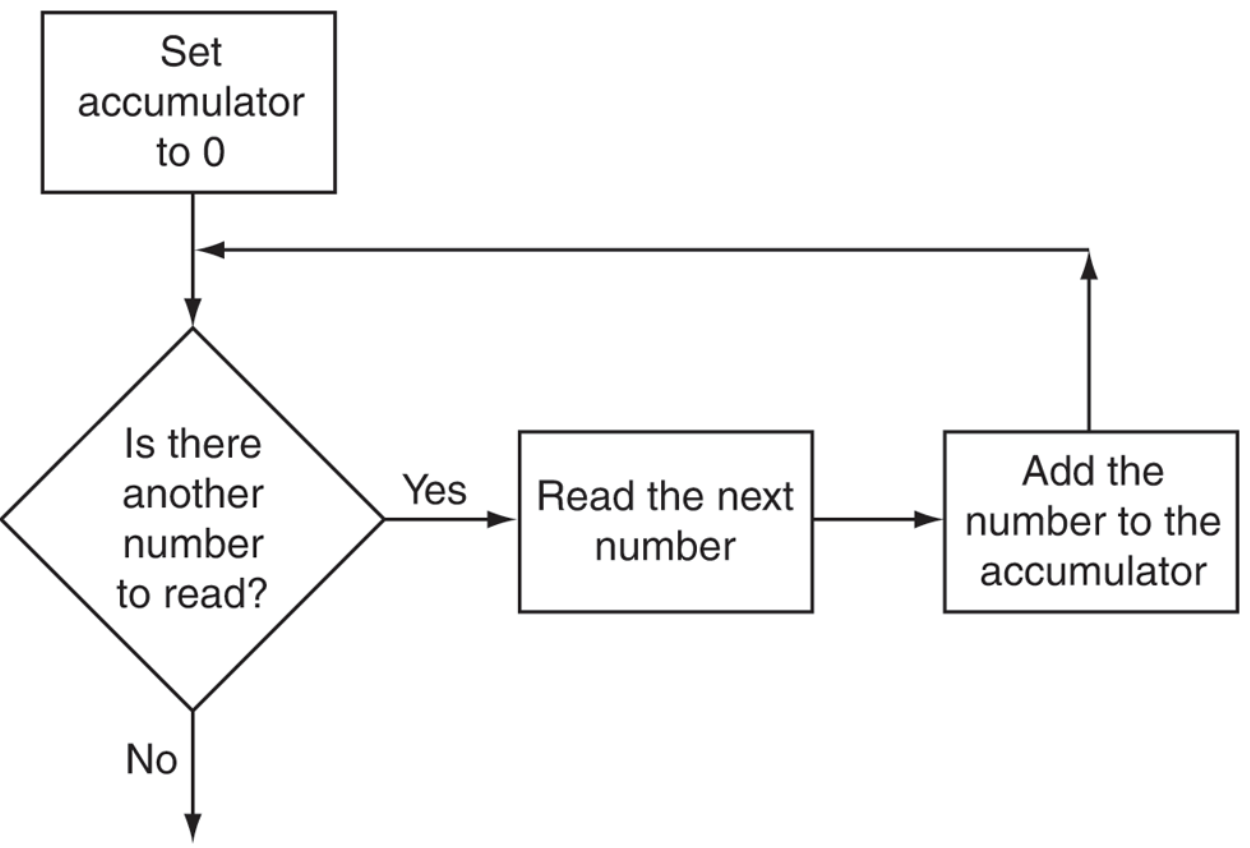 Set
accumulator
to 0
Is there
another
number
to read?
Yes
Read the next
number
Add the
number to the
accumulator
No